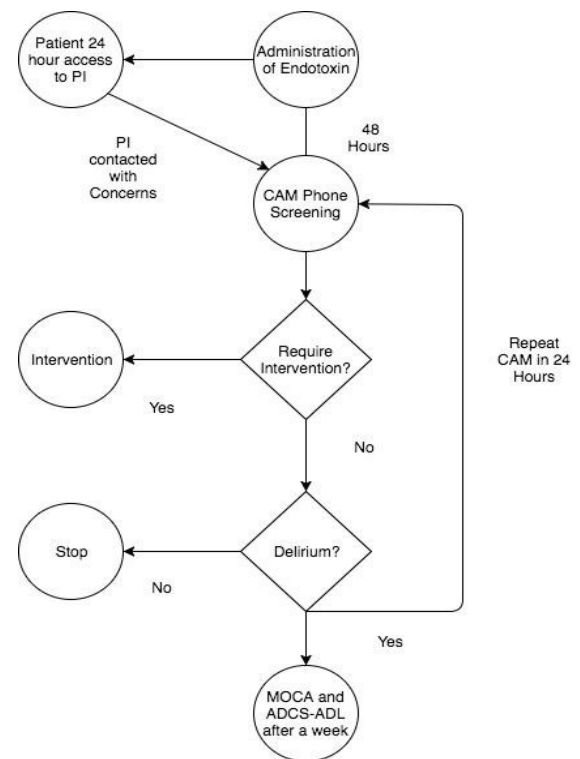 Patient 24
hour access
to PI
Administration
of Endotoxin
PI
contacted
with
Concerns
48
Hours
CAM Phone
Screening
Intervention
Require
Intervention?
Repeat
CAM in 24
Hours
Yes
No
Stop
Delirium?
No
Yes
MOCA and
ADCS-ADL
after a week